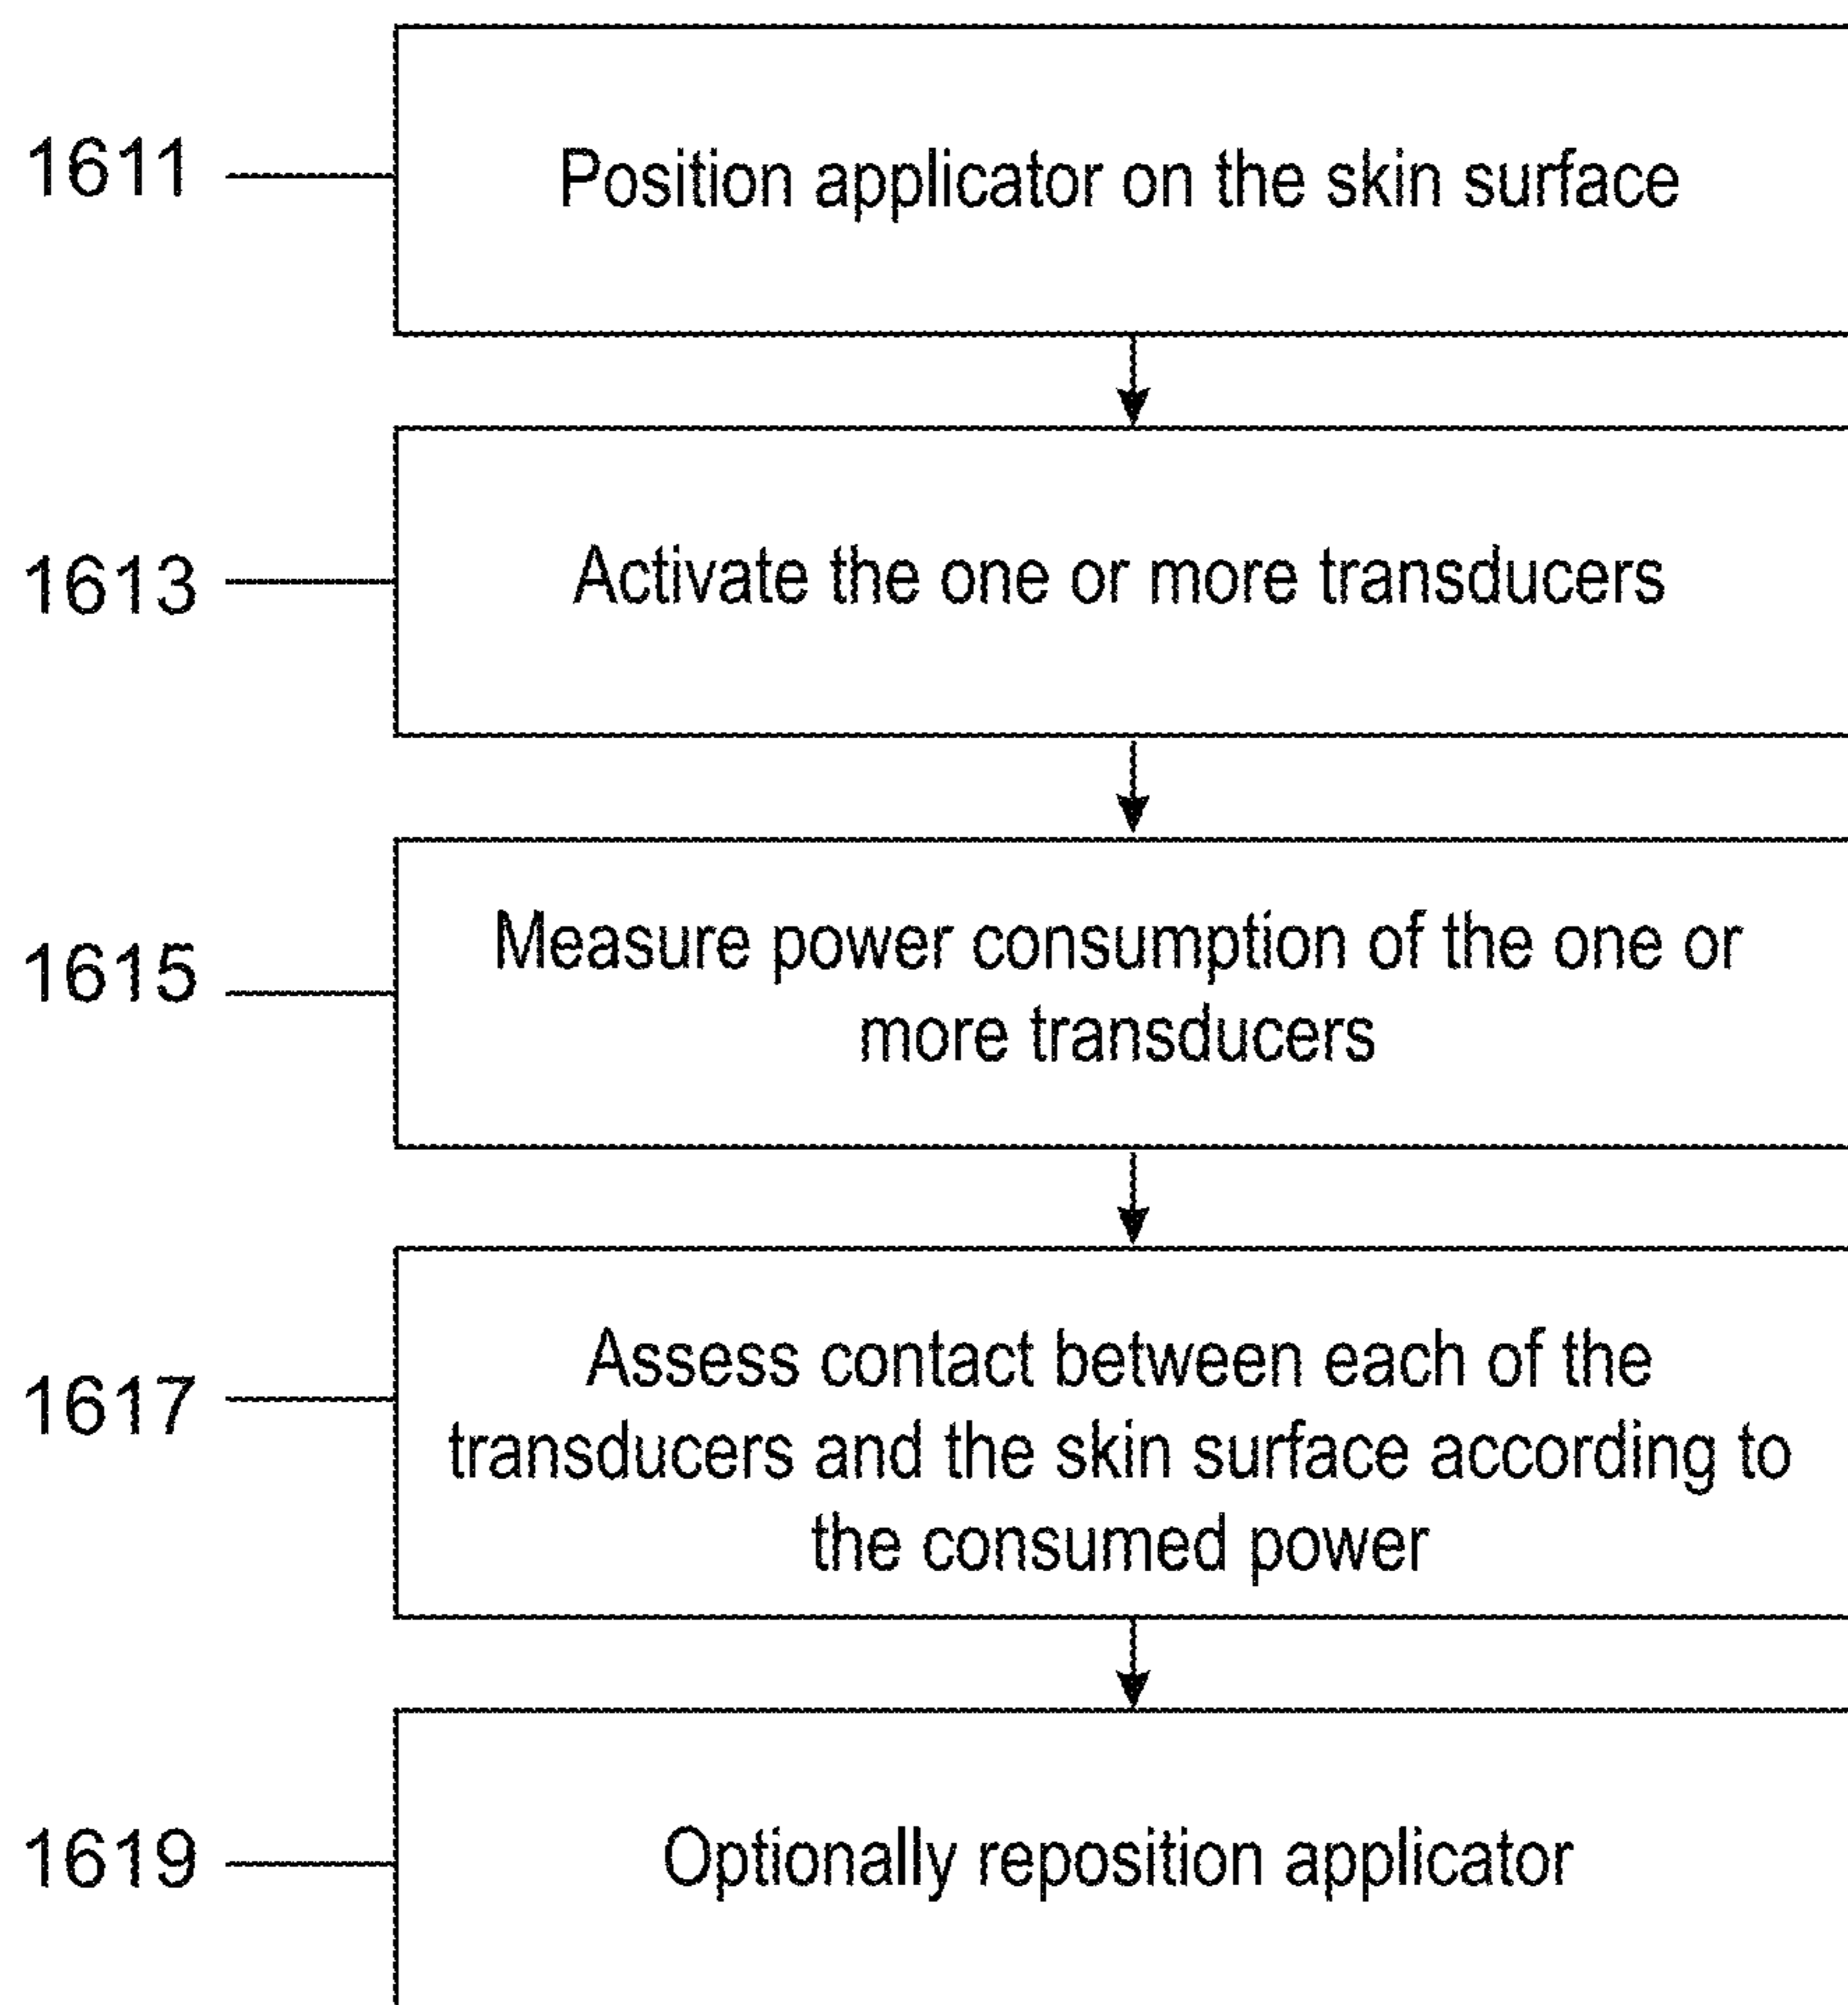 1611
Position applicator on the skin surface
1613
Activate the one or more transducers
1615
Measure power consumption of the one or
more transducers
1617
Assess contact between each of the
transducers and the skin surface according to
the consumed power
1619
Optionally reposition applicator